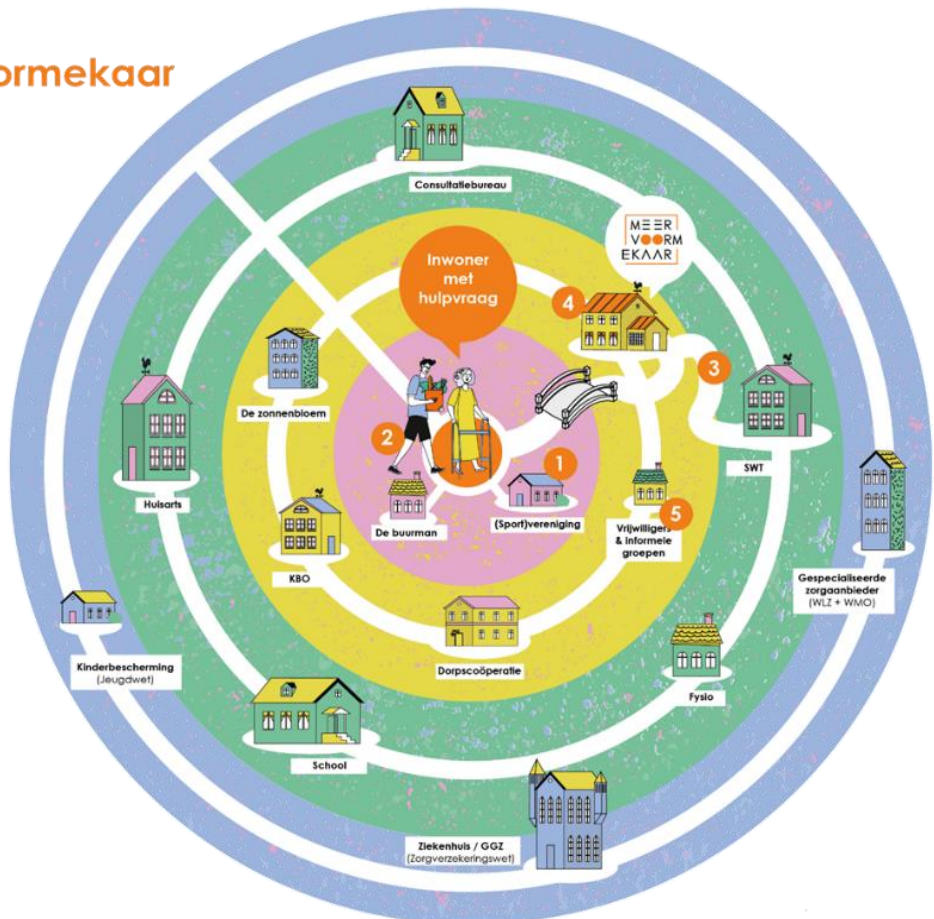 ormekaar
Consultatiebureau
MEER
VOORM
EKAAR
Inwoner
met
hulpvraag
4
3
De zonnenbloem
2
1
SWT
Huisarts
De buurman
(Sport)vereniging
5
Vrijwilligers
& informele
groepen
KBO
Gespecialiseerde
zorgaanbieder
(WLZ + WMO)
Dorpscoöperatie
Kinderbescherming
(Jeugdwet)
Fysio
School
Ziekenhuis / GGZ
(Zorgverzekeringswet)